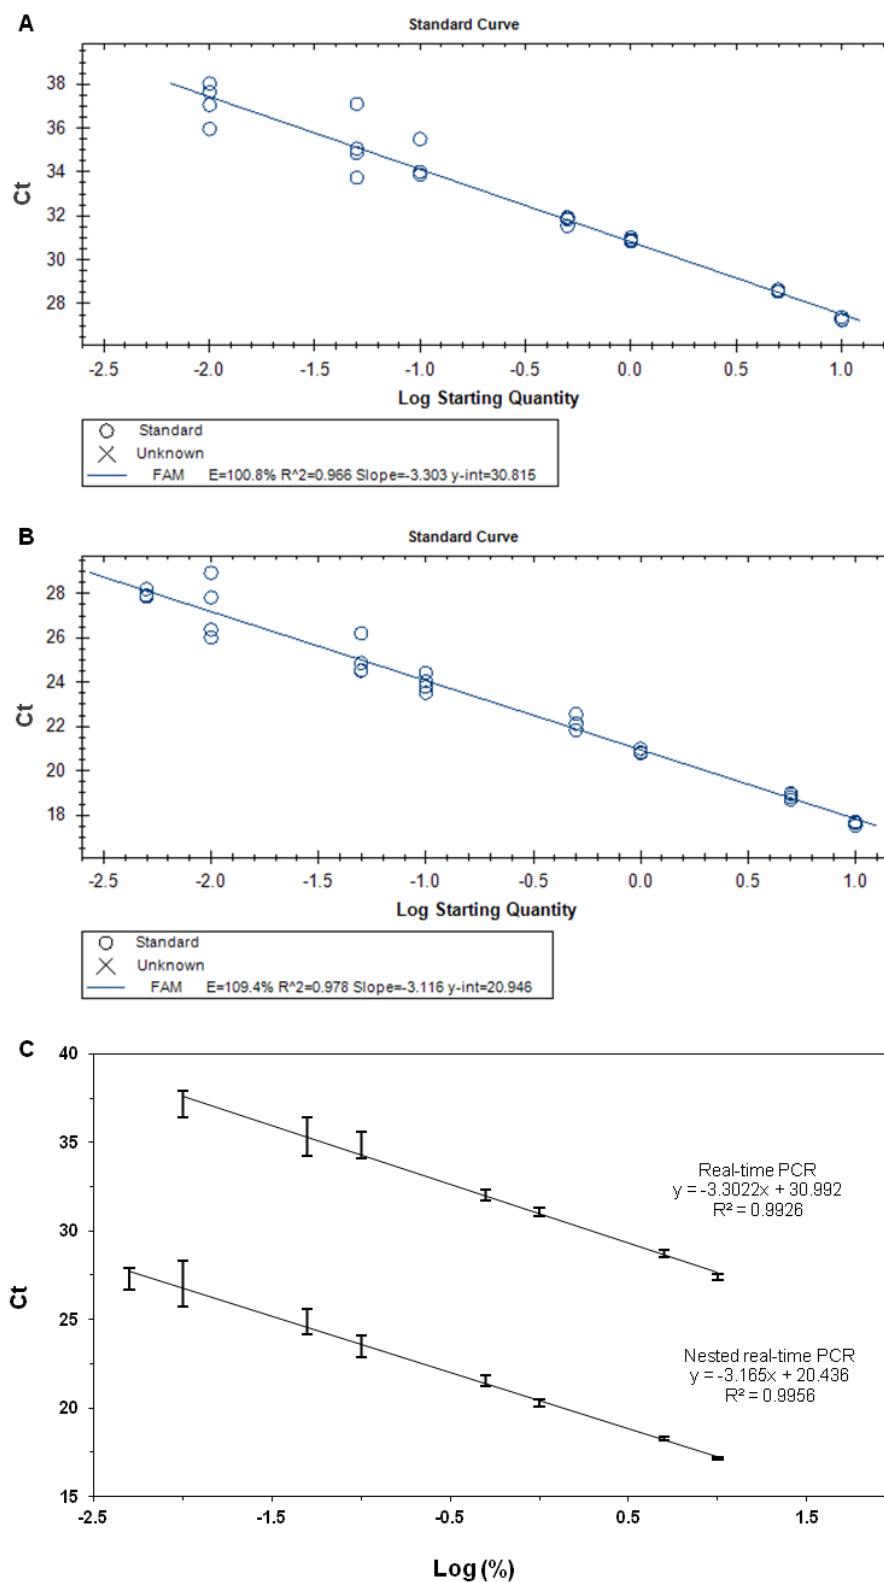 A
Standard Curve
38
36
34
32
30
28
Ct
-2.5 -2.0 -1.5 -1.0 -0.5 0.0 0.5 1.0
Log Starting Quantity
Standard
Unknown
FAM E=100.8% R^2=0.966 Slope=-3.303 y-int=30.815
B
Standard Curve
28
26
24
22
20
18
Ct
-2.5 -2.0 -1.5 -1.0 -0.5 0.0 0.5 1.0
Log Starting Quantity
Standard
Unknown
FAM E=109.4% R^2=0.978 Slope=-3.116 y-int=20.946
C
40
35
30
25
20
15
Ct
Real-time PCR
y = -3.3022x + 30.992
R² = 0.9926
Nested real-time PCR
y = -3.165x + 20.436
R² = 0.9956
-2.5 -1.5 -0.5 0.5 1.5
Log (%)